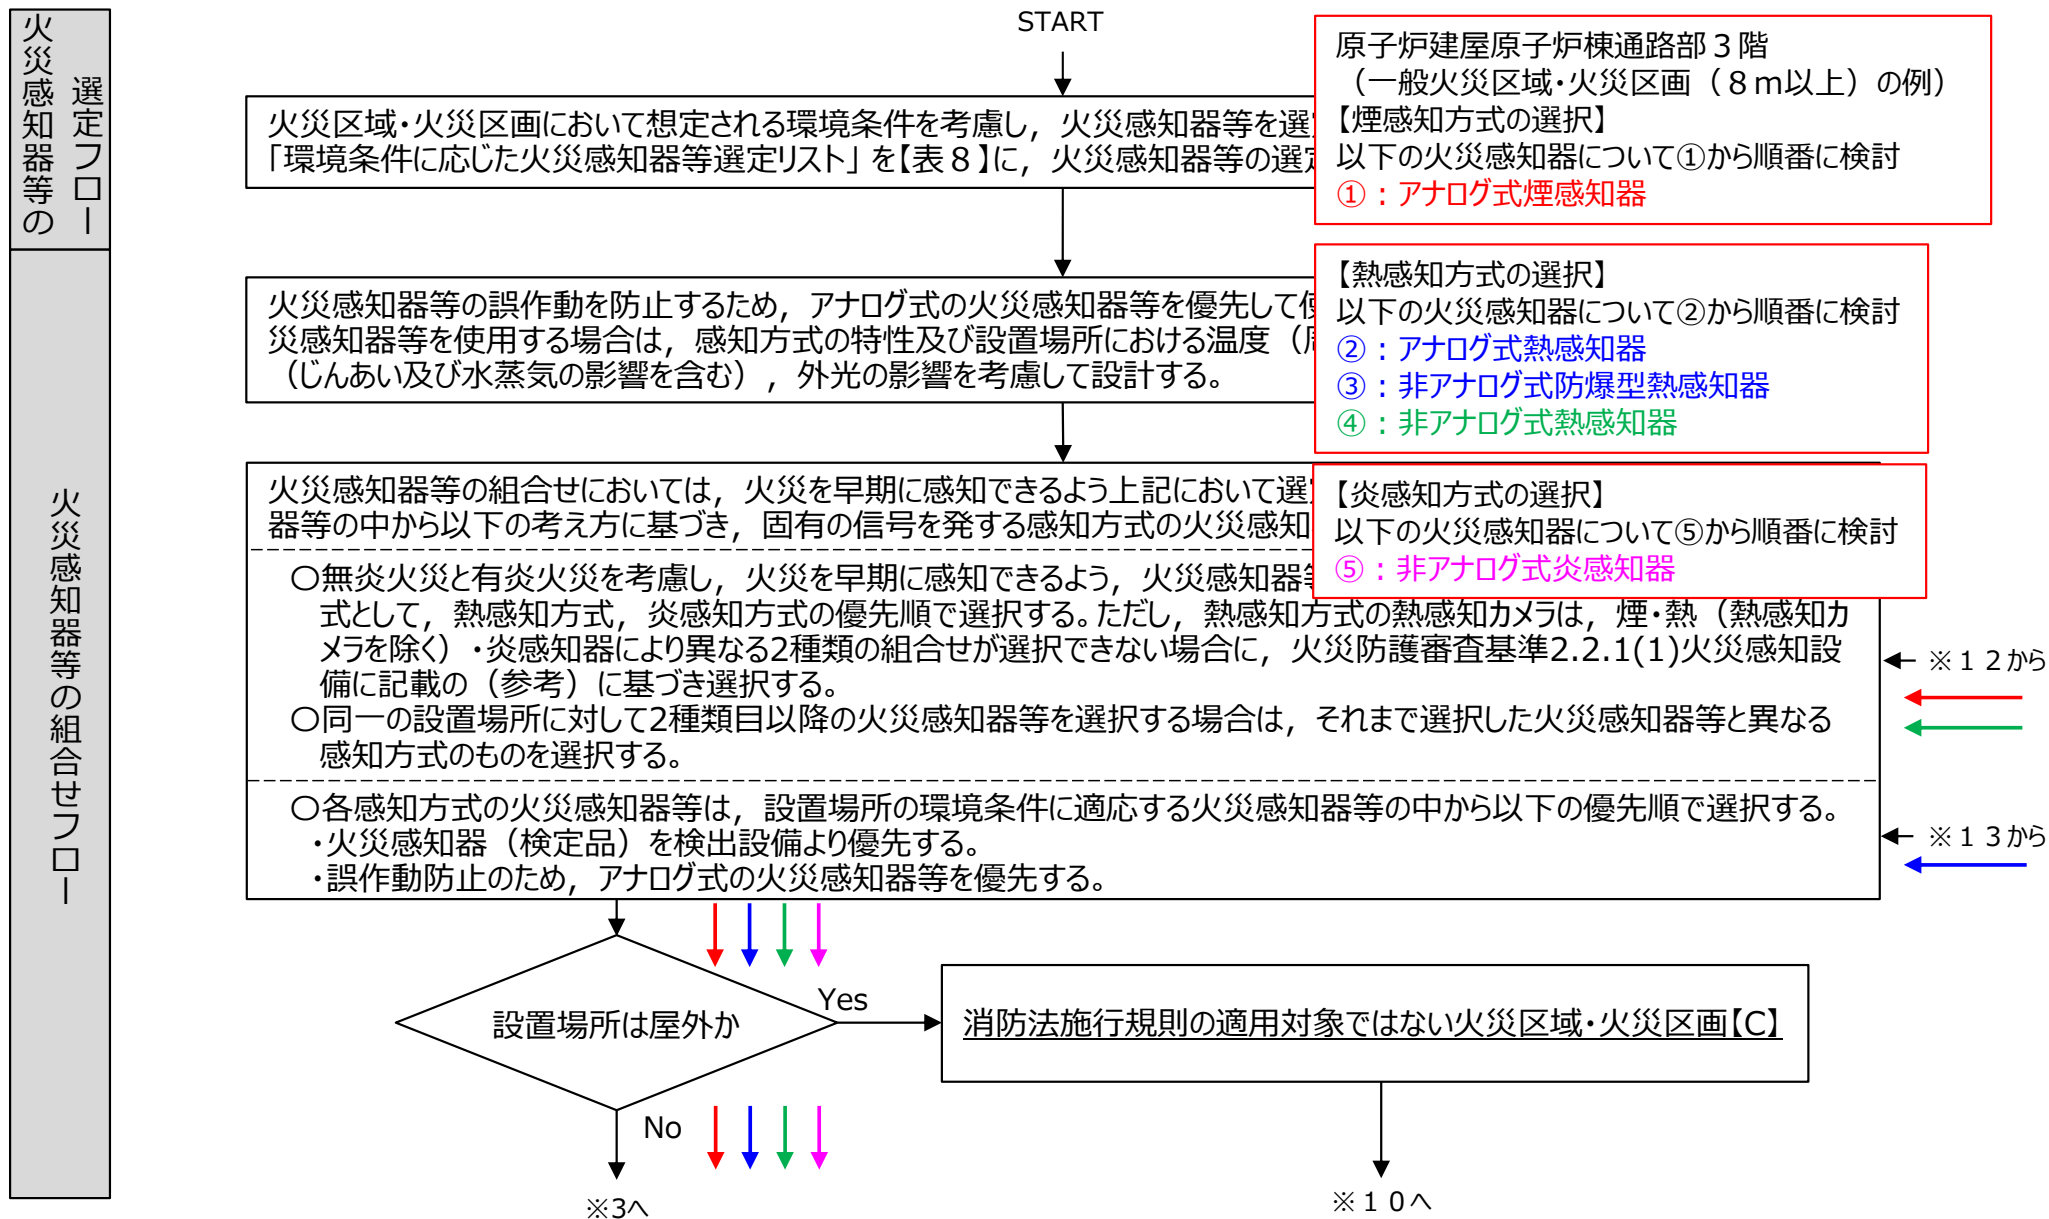 火災感知器等の
選定フロー
火災感知器等の組合せフロー
START
原子炉建屋原子炉棟通路部３階
（一般火災区域・火災区画（８m以上）の例）
【煙感知方式の選択】
以下の火災感知器について①から順番に検討
①：アナログ式煙感知器
火災区域・火災区画において想定される環境条件を考慮し，火災感知器等を選
「環境条件に応じた火災感知器等選定リスト」を【表８】に，火災感知器等の選
【熱感知方式の選択】
以下の火災感知器について②から順番に検討
②：アナログ式熱感知器
③：非アナログ式防爆型熱感知器
④：非アナログ式熱感知器
火災感知器等の誤作動を防止するため，アナログ式の火災感知器等を優先して
災感知器等を使用する場合は，感知方式の特性及び設置場所における温度（
（じんあい及び水蒸気の影響を含む），外光の影響を考慮して設計する。
【炎感知方式の選択】
以下の火災感知器について⑤から順番に検討
⑤：非アナログ式炎感知器
火災感知器等の組合せにおいては，火災を早期に感知できるよう上記において選
器等の中から以下の考え方に基づき，固有の信号を発する感知方式の火災感知
○無炎火災と有炎火災を考慮し，火災を早期に感知できるよう，火災感知器
式として，熱感知方式，炎感知方式の優先順で選択する。ただし，熱感知方式の熱感知カメラは，煙・熱（熱感知カ
メラを除く）・炎感知器により異なる2種類の組合せが選択できない場合に，火災防護審査基準2.2.1(1)火災感知設
備に記載の（参考）に基づき選択する。
○同一の設置場所に対して2種類目以降の火災感知器等を選択する場合は，それまで選択した火災感知器等と異なる
感知方式のものを選択する。
※１２から
○各感知方式の火災感知器等は，設置場所の環境条件に適応する火災感知器等の中から以下の優先順で選択する。
・火災感知器（検定品）を検出設備より優先する。
・誤作動防止のため，アナログ式の火災感知器等を優先する。
※１３から
設置場所は屋外か
Yes
消防法施行規則の適用対象ではない火災区域・火災区画【C】
No
※3へ
※１０へ